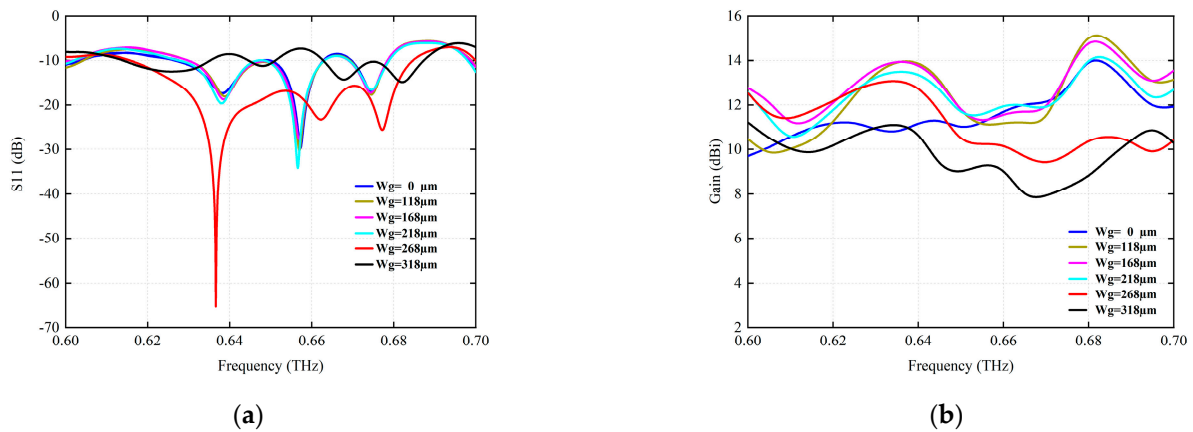 0
-10
-20
-30
-40
-50
-60
-70
S11 (dB)
Wg= 0 µm
Wg=118µm
Wg=168µm
Wg=218µm
Wg=268µm
Wg=318µm
0.60 0.62 0.64 0.66 0.68 0.70
Frequency (THz)
(a)
16
14
12
10
8
6
4
2
Gain (dBi)
Wg= 0 µm
Wg=118µm
Wg=168µm
Wg=218µm
Wg=268µm
Wg=318µm
0.60 0.62 0.64 0.66 0.68 0.70
Frequency (THz)
(b)